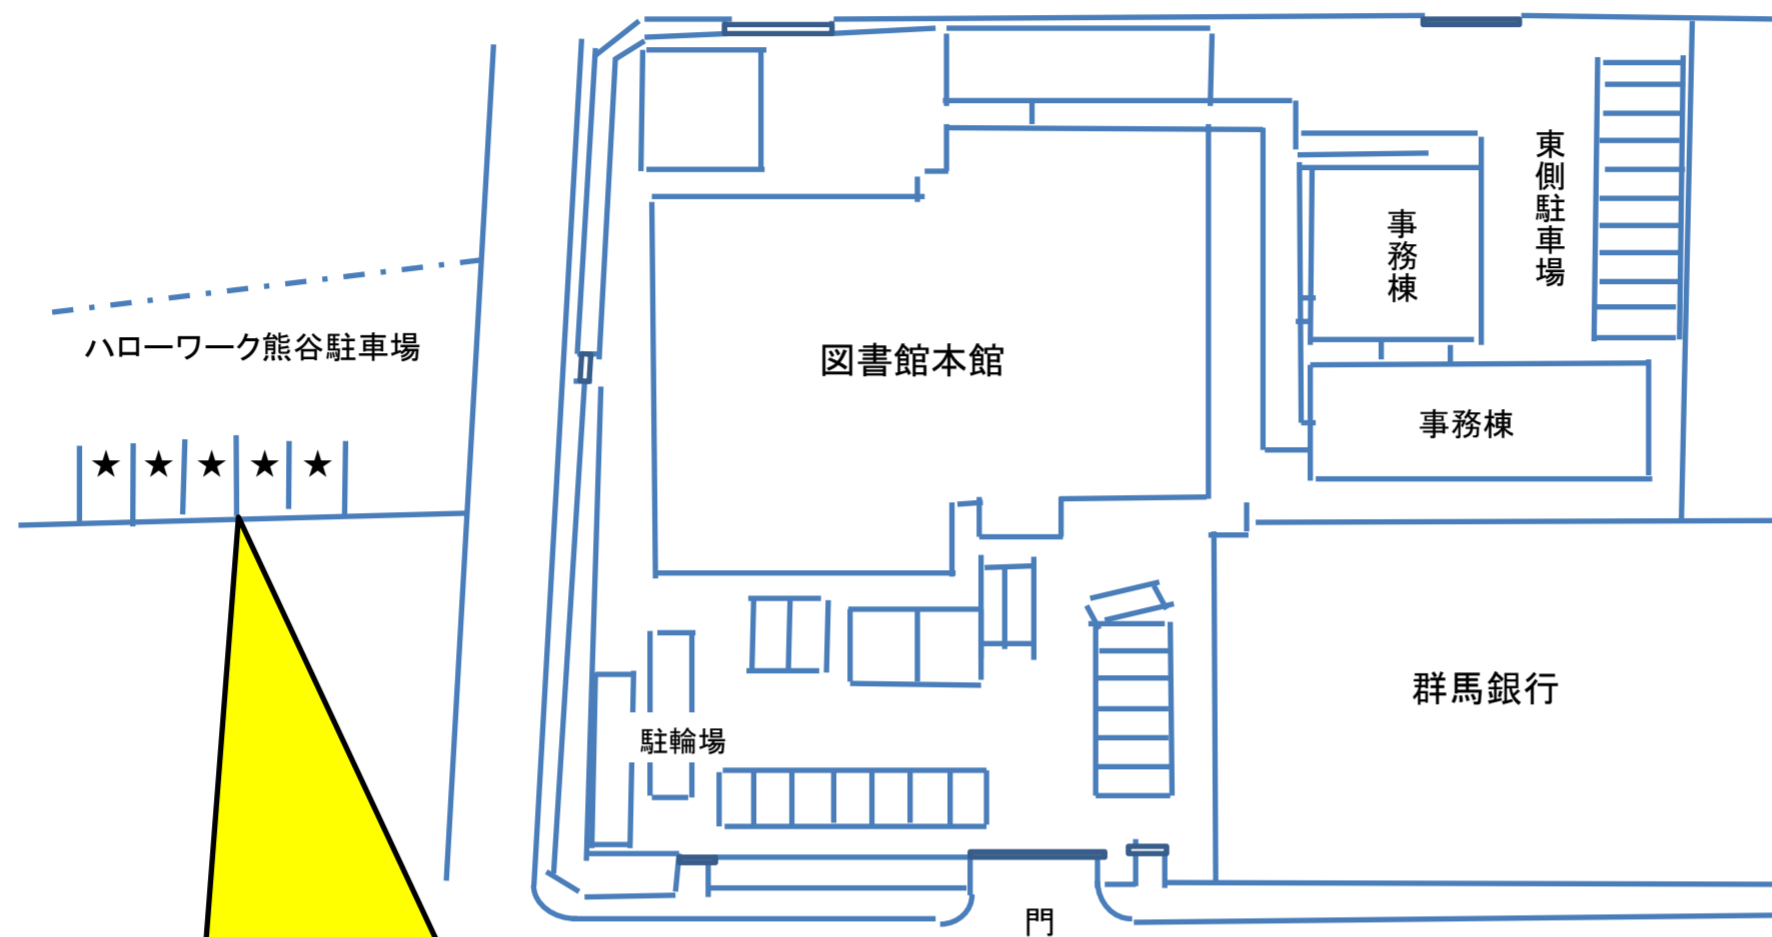 東側駐車場
事務棟
ハローワーク熊谷駐車場
図書館本館
事務棟
★ ★ ★ ★ ★
群馬銀行
駐輪場
門